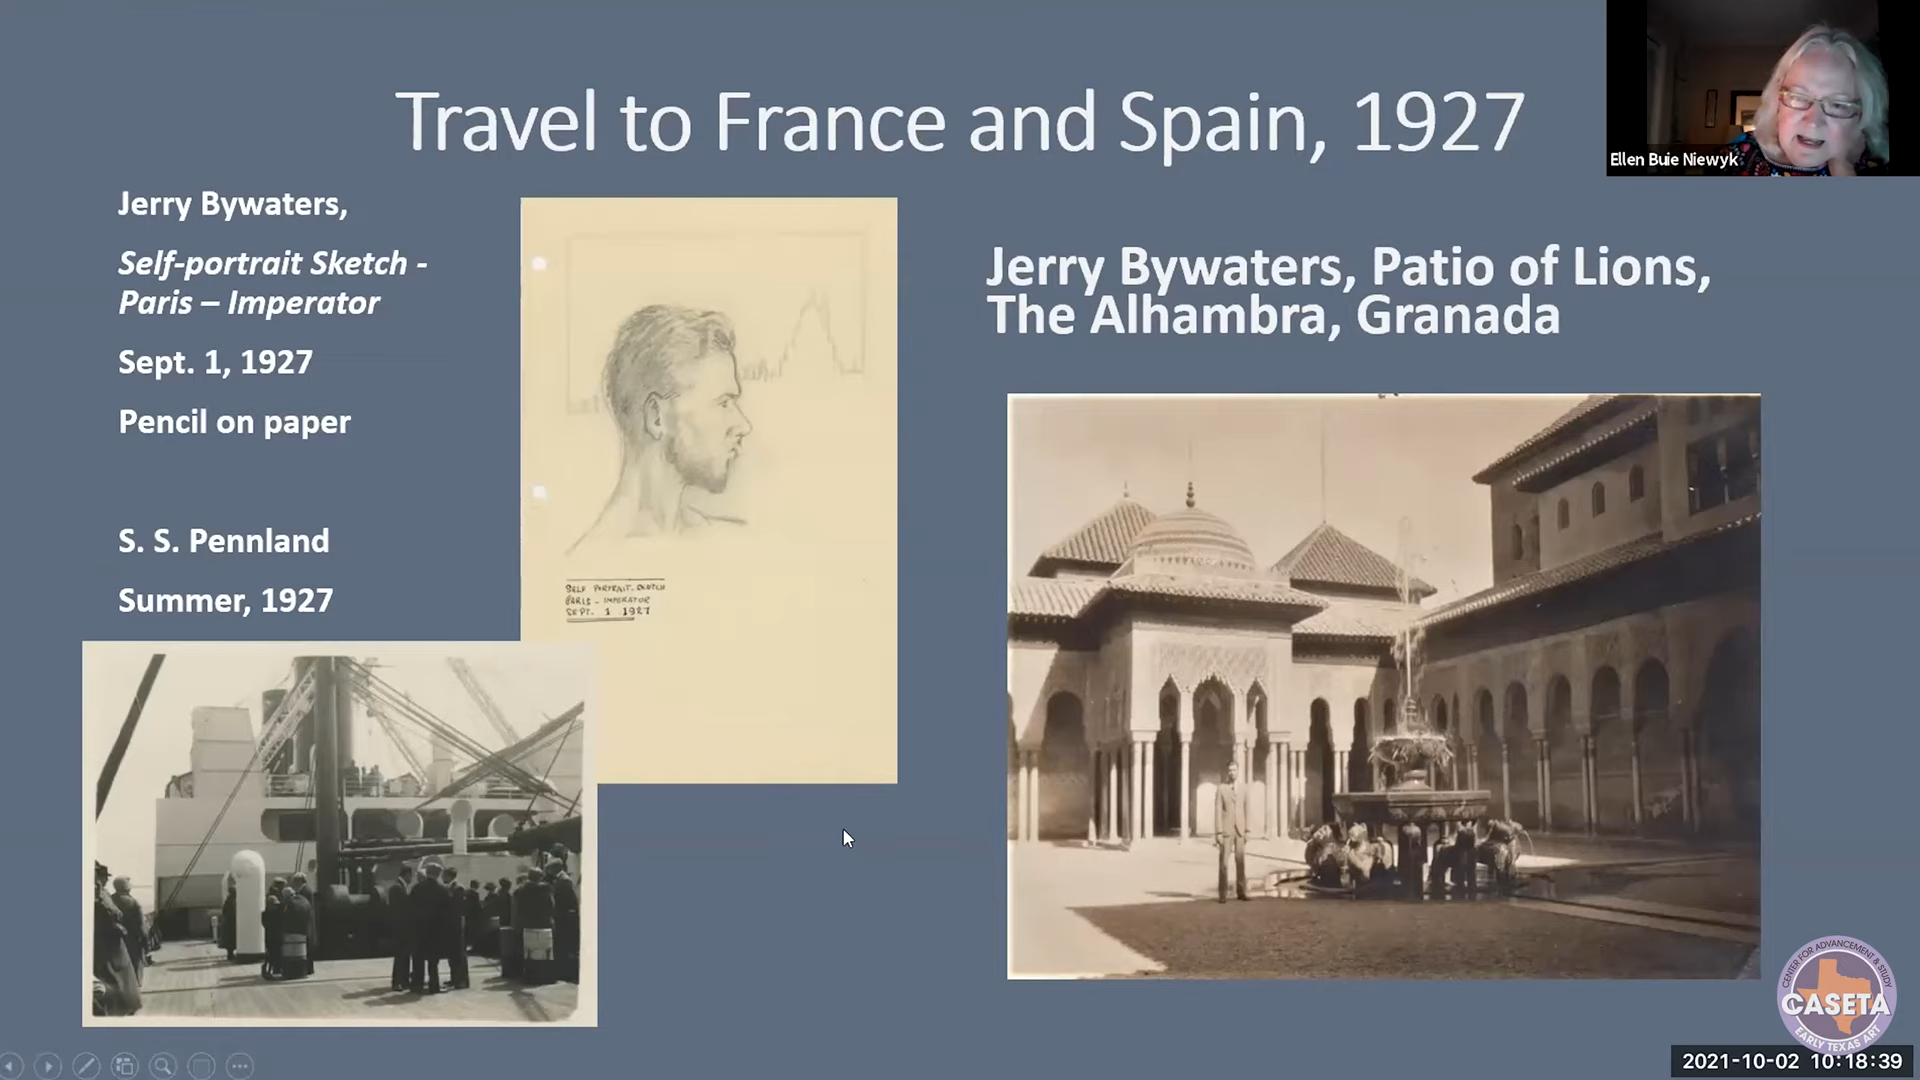 Travel to France and Spain, 1927
Ellen Buie Niewyk
Jerry Bywaters,
Self-portrait Sketch -
Paris – Imperator
Sept. 1, 1927
Pencil on paper
S. S. Pennland
Summer, 1927
SELF PORTRAIT-SKETCH
PARIS - IMPERATOR
SEPT. 1 1927
Jerry Bywaters, Patio of Lions,
The Alhambra, Granada
CENTER FOR ADVANCEMENT & STUDY
CASETA
EARLY TEXAS ART
2021-10-02 10:18:39